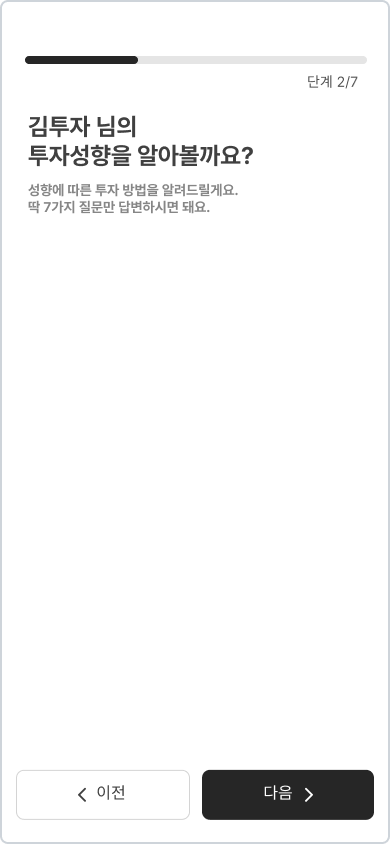 단계 2/7
김투자 님의
투자성향을 알아볼까요?
성향에 따른 투자 방법을 알려드릴게요.
딱 7가지 질문만 답변하시면 돼요.
이전
다음